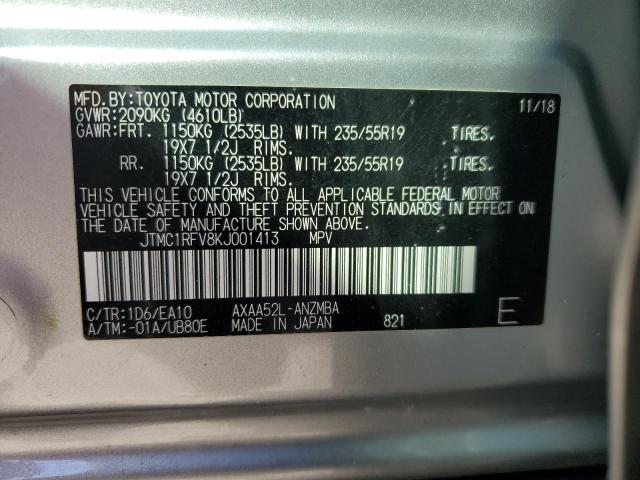 MFD. BY:TOYOTA MOTOR CORPORATION 11/18
GVWR:2090KG (4610LB)
GAWR:FRT. 1150KG (2535LB) WITH 235/55R19 TIRES.
19X7 1/2J RIMS.
RR. 1150KG (2535LB) WITH 235/55R19 TIRES.
19X7 1/2J RIMS.
THIS VEHICLE CONFORMS TO ALL APPLICABLE FEDERAL MOTOR
VEHICLE SAFETY AND THEFT PREVENTION STANDARDS IN EFFECT ON
THE DATE OF MANUFACTURE SHOWN ABOVE.
JTMC1RFV8KJ001413 MPV
C/TR:1D6/EA10 AXAA52L-ANZMBA
A/TM:-01A/UB80E MADE IN JAPAN 821 E